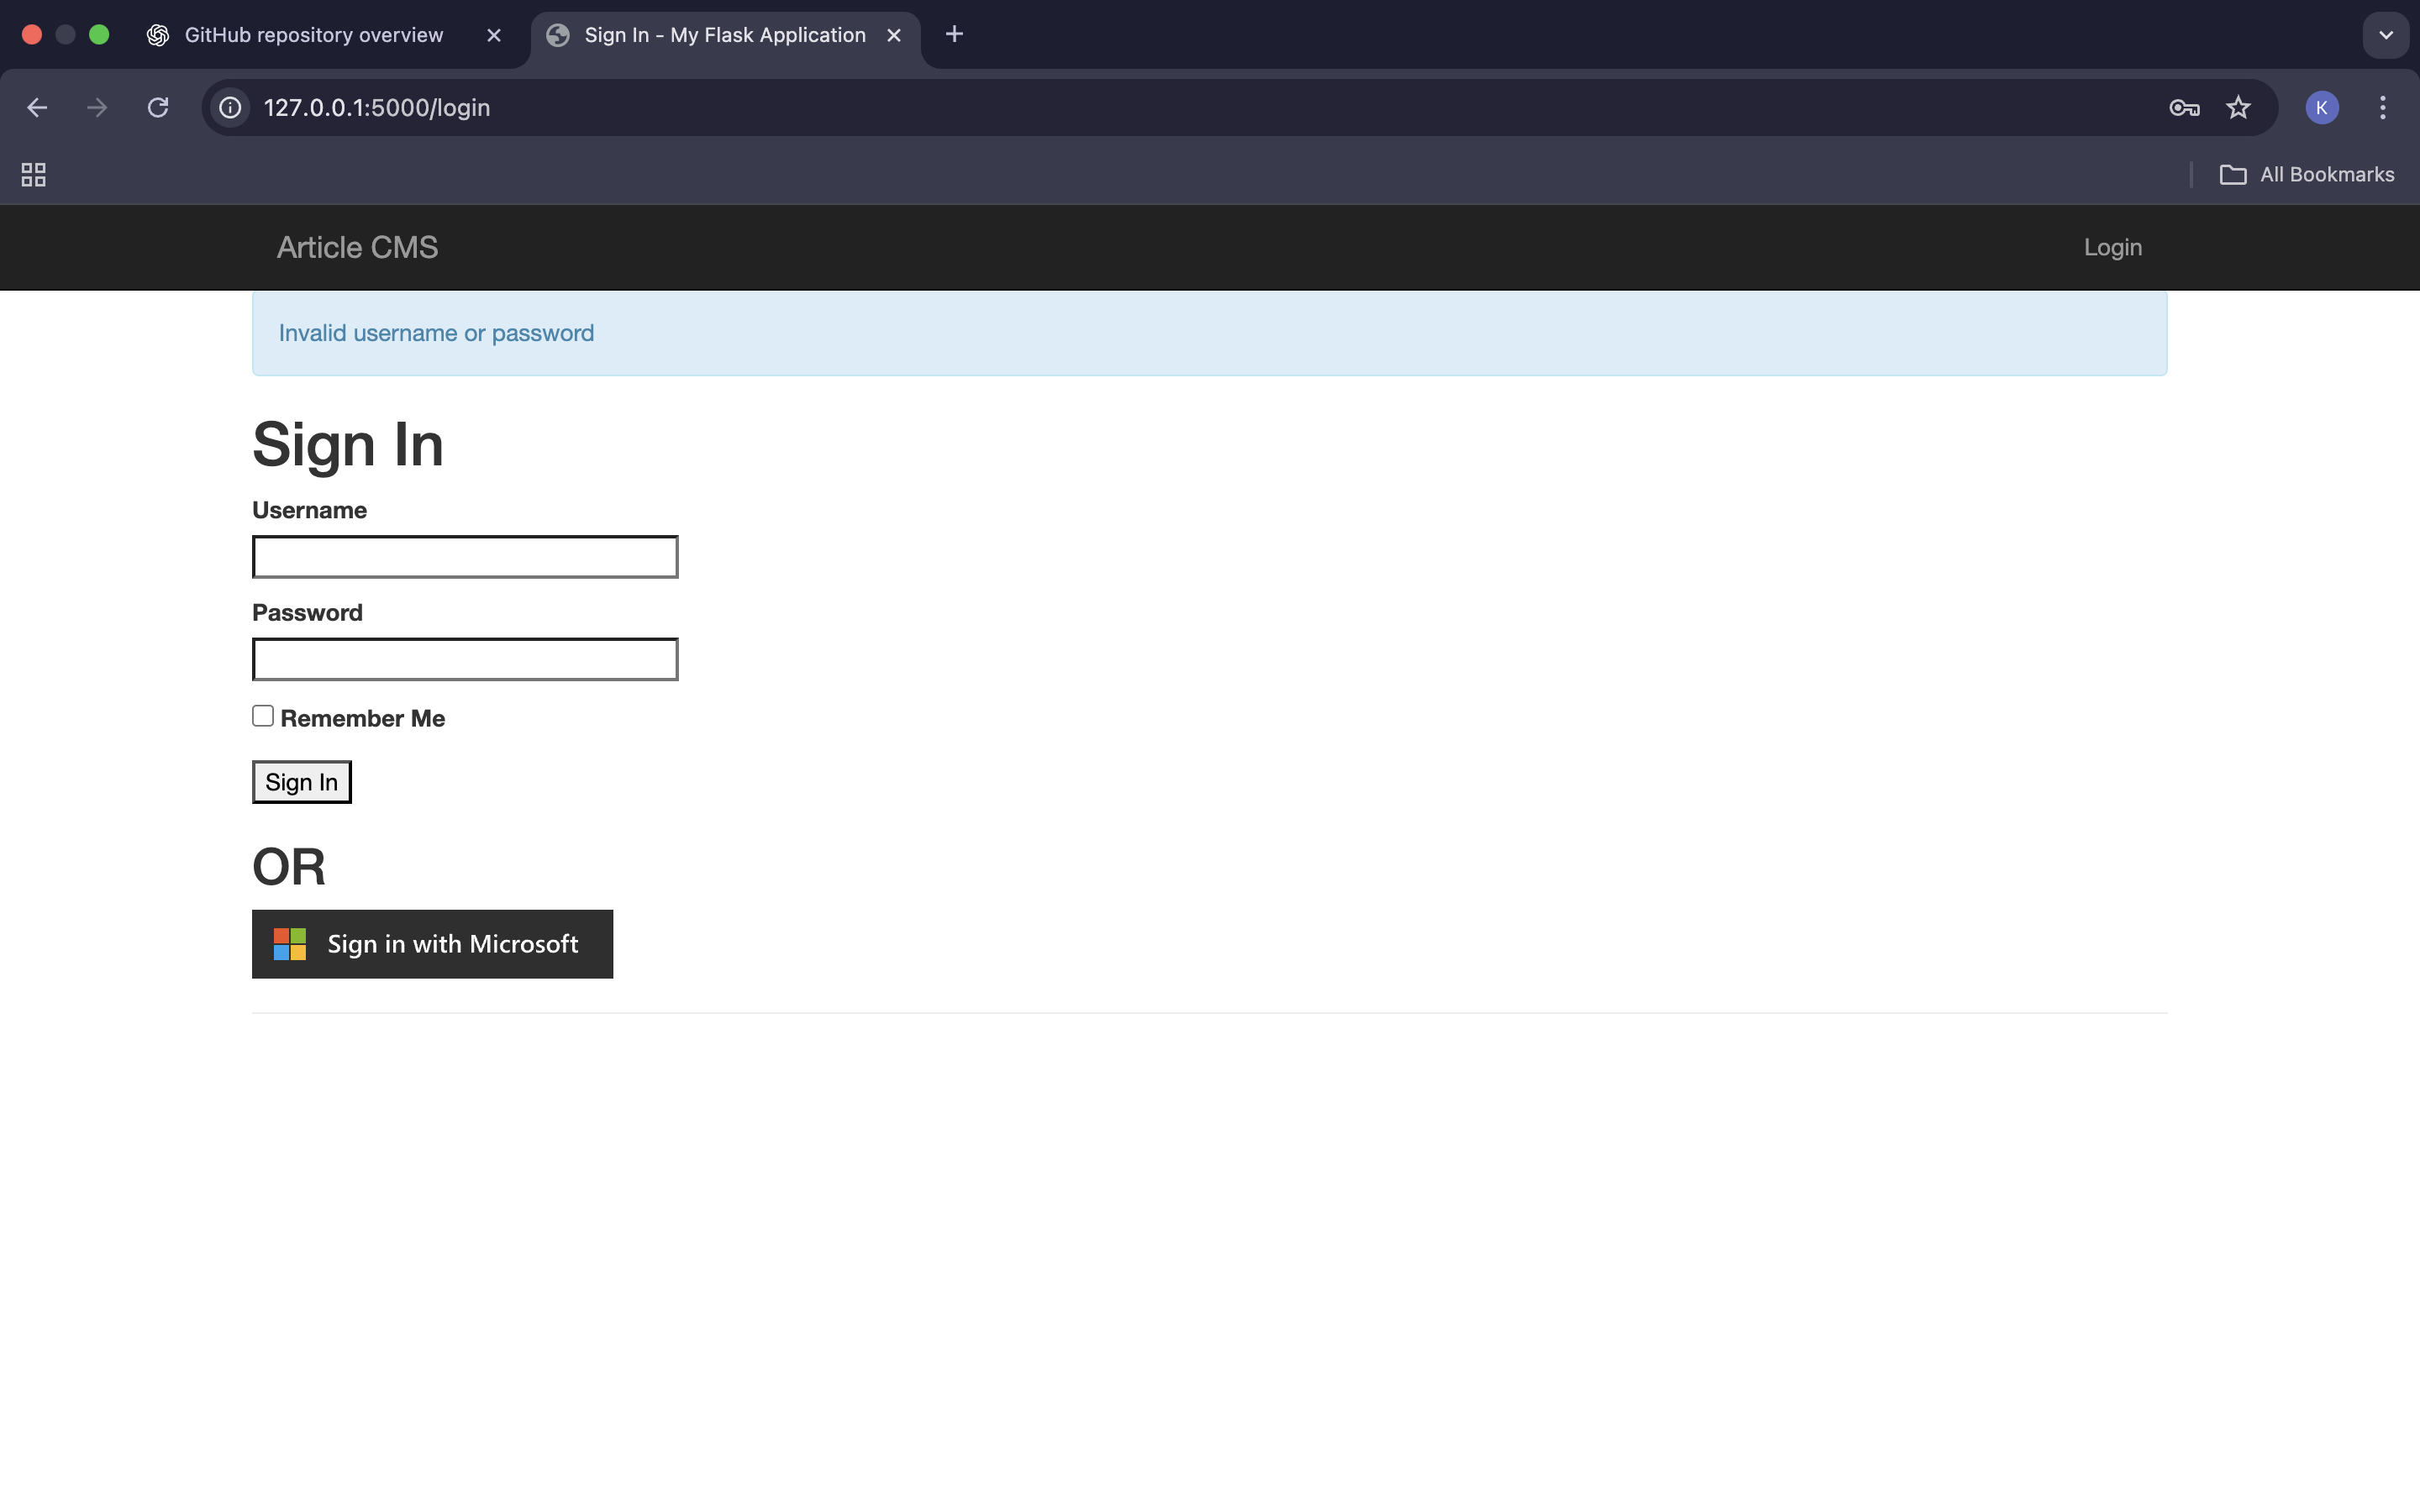 GitHub repository overview
Sign In - My Flask Application
127.0.0.1:5000/login
K
All Bookmarks
Article CMS
Login
Invalid username or password
Sign In
Username
Password
Remember Me
Sign In
OR
Sign in with Microsoft